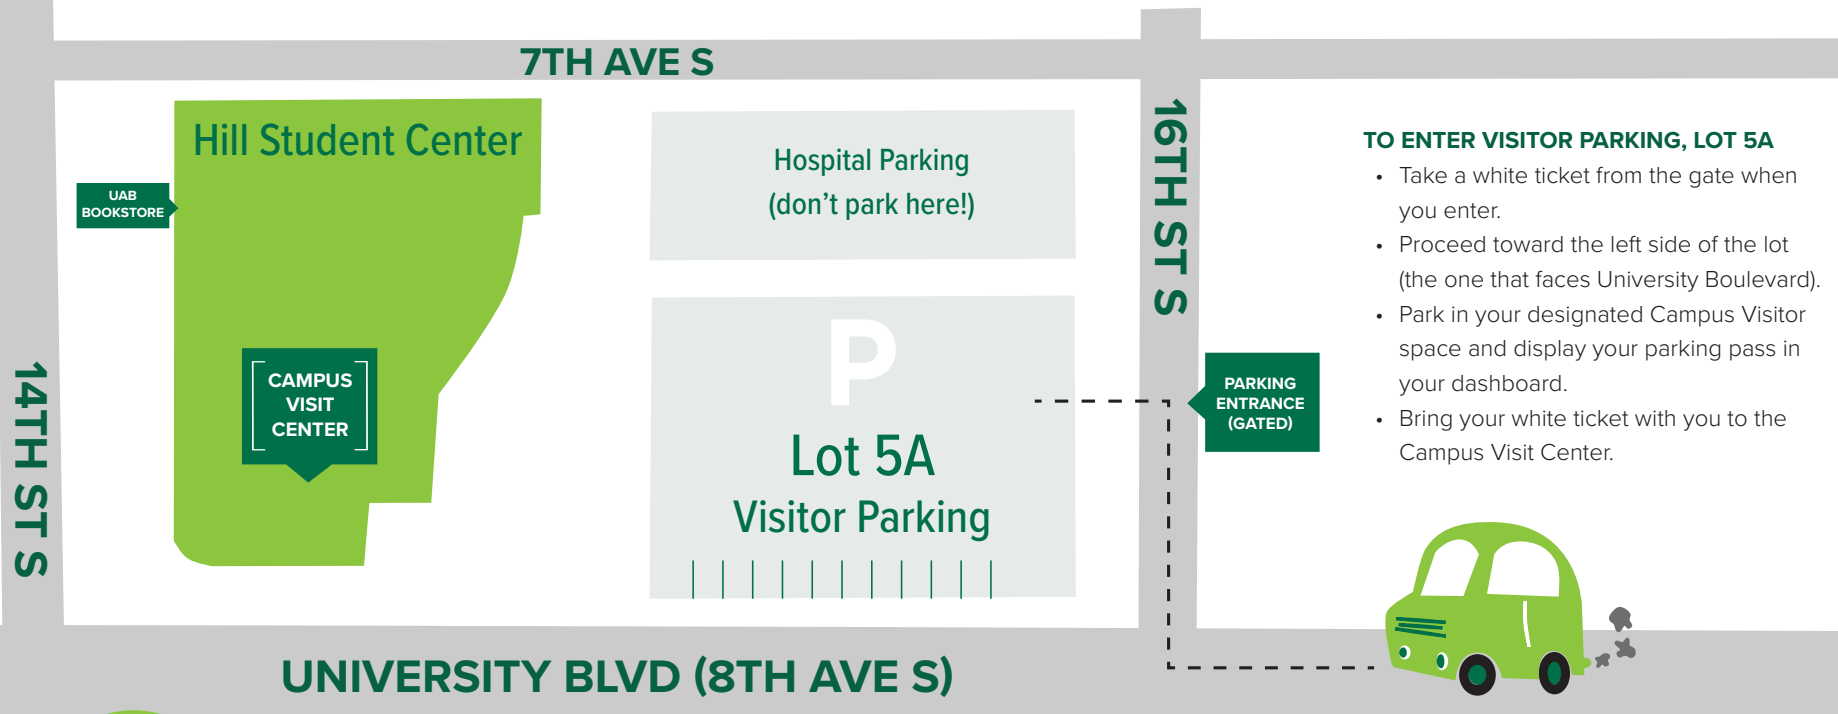 7TH AVE S
Hill Student Center
UAB
BOOKSTORE
CAMPUS
VISIT
CENTER
14TH ST S
Hospital Parking
(don’t park here!)
P
Lot 5A
Visitor Parking
16TH ST S
PARKING
ENTRANCE
(GATED)
UNIVERSITY BLVD (8TH AVE S)
TO ENTER VISITOR PARKING, LOT 5A
• Take a white ticket from the gate when
you enter.
• Proceed toward the left side of the lot
(the one that faces University Boulevard).
• Park in your designated Campus Visitor
space and display your parking pass in
your dashboard.
• Bring your white ticket with you to the
Campus Visit Center.